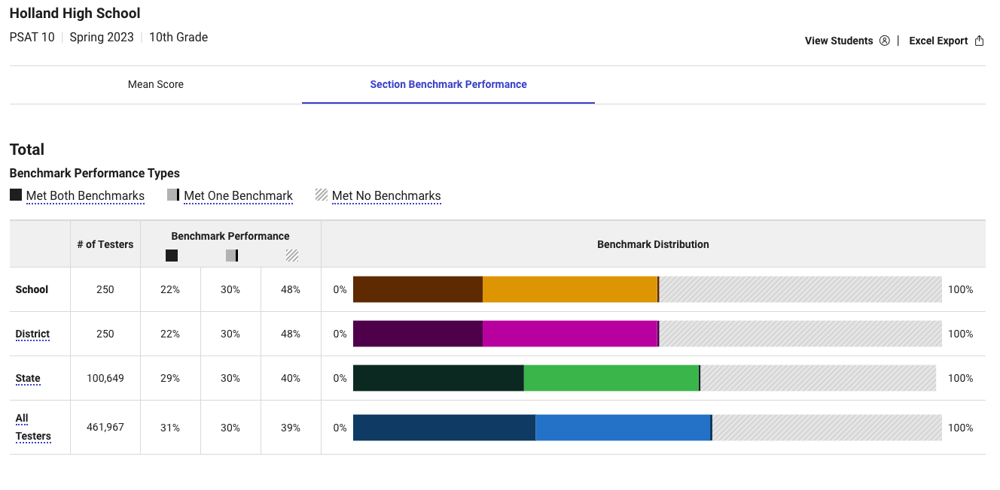 Holland High School
PSAT 10 | Spring 2023 | 10th Grade
View Students | Excel Export
Mean Score
Section Benchmark Performance
Total
Benchmark Performance Types
Met Both Benchmarks
Met One Benchmark
Met No Benchmarks
# of Testers
Benchmark Performance
Benchmark Distribution
School 250 22% 30% 48% 0% 100%
District 250 22% 30% 48% 0% 100%
State 100,649 29% 30% 40% 0% 100%
All
Testers
461,967 31% 30% 39% 0% 100%